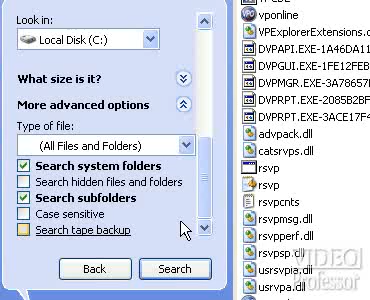 Look in:
Local Disk (C:)
What size is it?
More advanced options
Type of file:
(All Files and Folders)
Search system folders
Search hidden files and folders
Search subfolders
Case sensitive
Search tape backup
Back
Search
vponline
VPExplorerExtensions.d
DVPAPI.EXE-1A46DA11
DVPGUI.EXE-1FE12FEB
DVPMGR.EXE-3A78657
DVPRPT.EXE-2085B2BF
DVPRPT.EXE-3ACE17F4
advpack.dll
catsrvps.dll
rsvp
rsvp
rsvpcnts
rsvpmsg.dll
rsvpperf.dll
rsvpsp.dll
usrsvpia.dll
usrvpa.dll
VIDEO
Professor